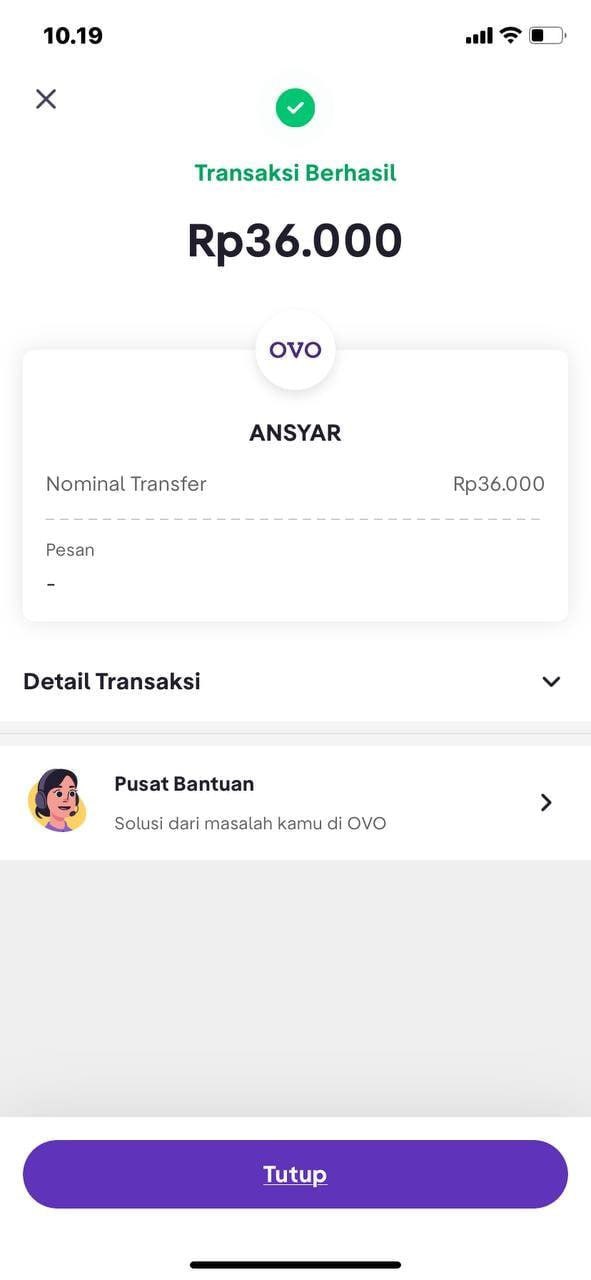 10.19
Transaksi Berhasil
Rp36.000
OVO
ANSYAR
Nominal Transfer Rp36.000
Pesan
-
Detail Transaksi
Pusat Bantuan
Solusi dari masalah kamu di OVO
Tutup